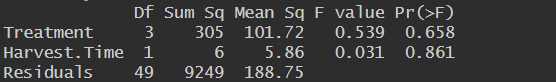 Df Sum Sq Mean Sq F value Pr(>F)
Treatment 3 305 101.72 0.539 0.658
Harvest.Time 1 6 5.86 0.031 0.861
Residuals 49 9249 188.75